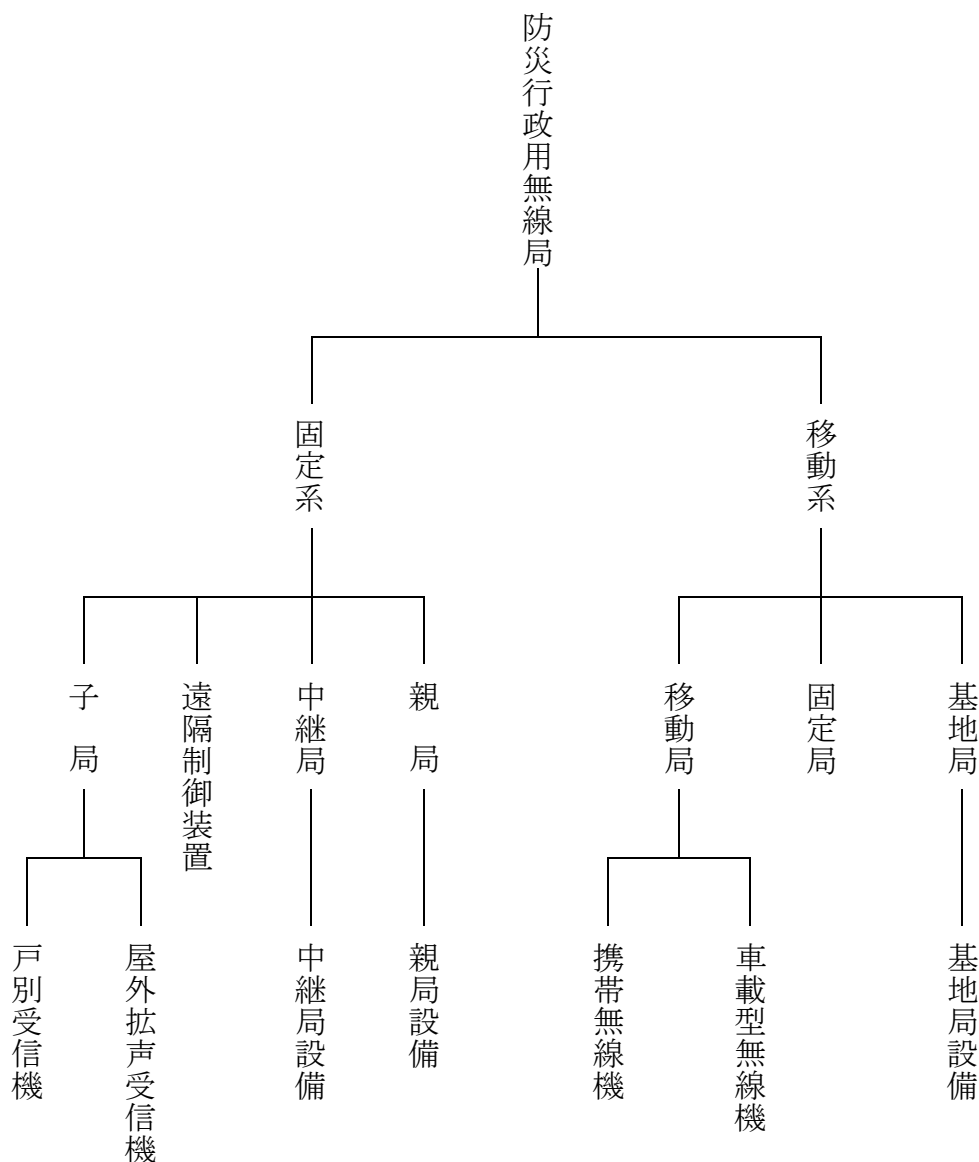 防災行政用無線局
移動系
固定系
基地局
固定局
移動局
親　局
中継局
遠隔制御装置
子　局
基地局設備
車載型無線機
携帯無線機
親局設備
中継局設備
屋外拡声受信機
戸別受信機